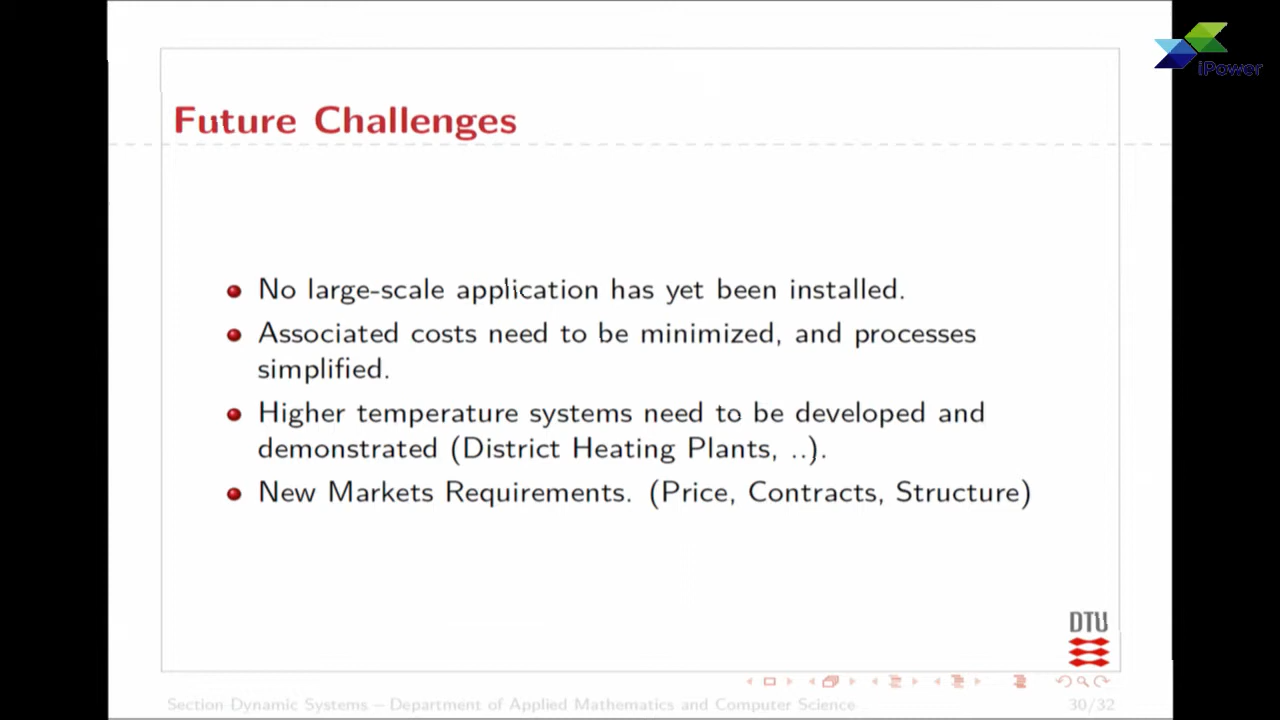 iPower
Future Challenges
No large-scale application has yet been installed.
Associated costs need to be minimized, and processes
simplified.
Higher temperature systems need to be developed and
demonstrated (District Heating Plants, ..).
New Markets Requirements. (Price, Contracts, Structure)
DTU
Section Dynamic Systems – Department of Applied Mathematics and Computer Science
30/32